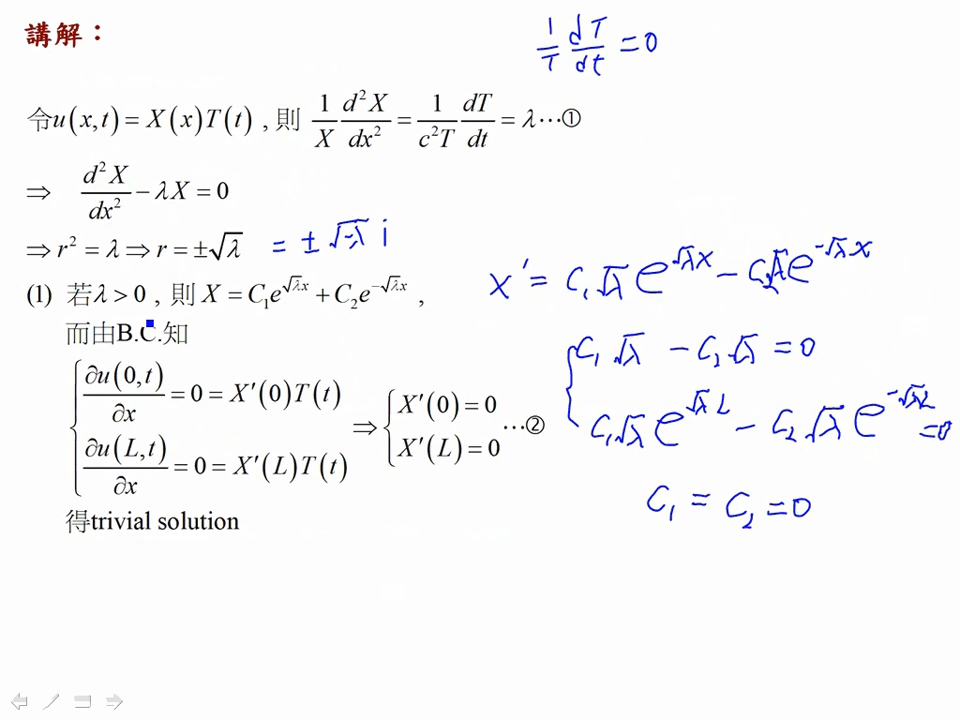 講解：
1/T dT/dt = 0
令u(x,t) = X(x)T(t) , 則 1/X d²X/dx² = 1/c²T dT/dt = λ ⋯①
⇒ d²X/dx² − λX = 0
⇒ r² = λ ⇒ r = ±√λ = ± √-λ i
(1) 若λ > 0 , 則 X = C₁e^{√λx} + C₂e^{−√λx} ,
X' = C₁√λ e^{√λx} − C₂√λ e^{−√λx}
而由B.C.知
{ ∂u(0,t)/∂x = 0 = X′(0)T(t)
∂u(L,t)/∂x = 0 = X′(L)T(t)
⇒ { X′(0) = 0
X′(L) = 0 ⋯②
{ C₁√λ − C₂√λ = 0
C₁√λ e^{√λL} − C₂√λ e^{−√λL} = 0
C₁ = C₂ = 0
得trivial solution